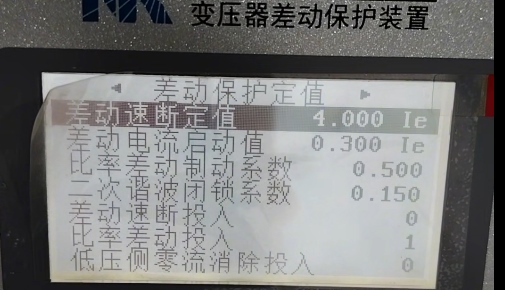 变压器差动保护装置
◄ 差动保护定值 ►
差动速断定值 4.000 Ie
差动电流启动值 0.300 Ie
比率差动制动系数 0.500
二次谐波闭锁系数 0.150
差动速断投入 0
比率差动投入 1
低压侧零流消除投入 0